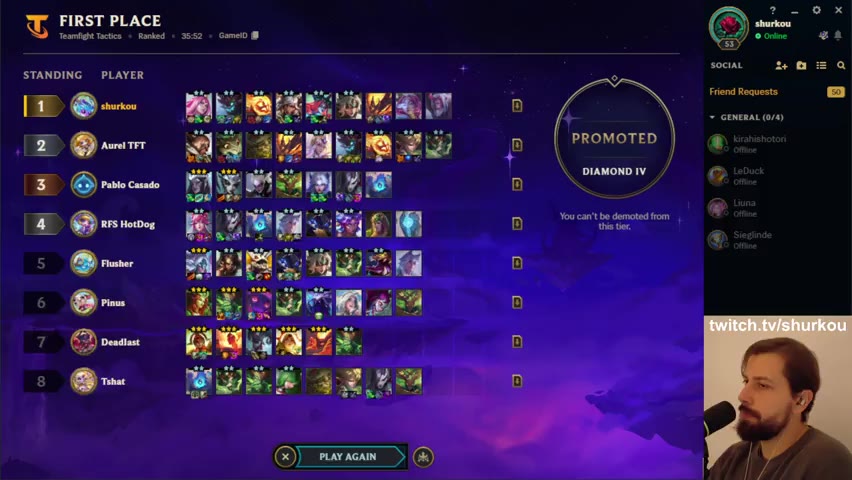 FIRST PLACE
Teamfight Tactics • Ranked • 35:52 • GameID
STANDING PLAYER
1 shurkou
2 Aurel TFT
3 Pablo Casado
4 RFS HotDog
5 Flusher
6 Pinus
7 Deadlast
8 Tshat
PROMOTED
DIAMOND IV
You can't be demoted from
this tier.
PLAY AGAIN
?
shurkou
Online
53
SOCIAL
Friend Requests 50
GENERAL (0/4)
kirahishotori
Offline
LeDuck
Offline
Liuna
Offline
Sieglinde
Offline
twitch.tv/shurkou